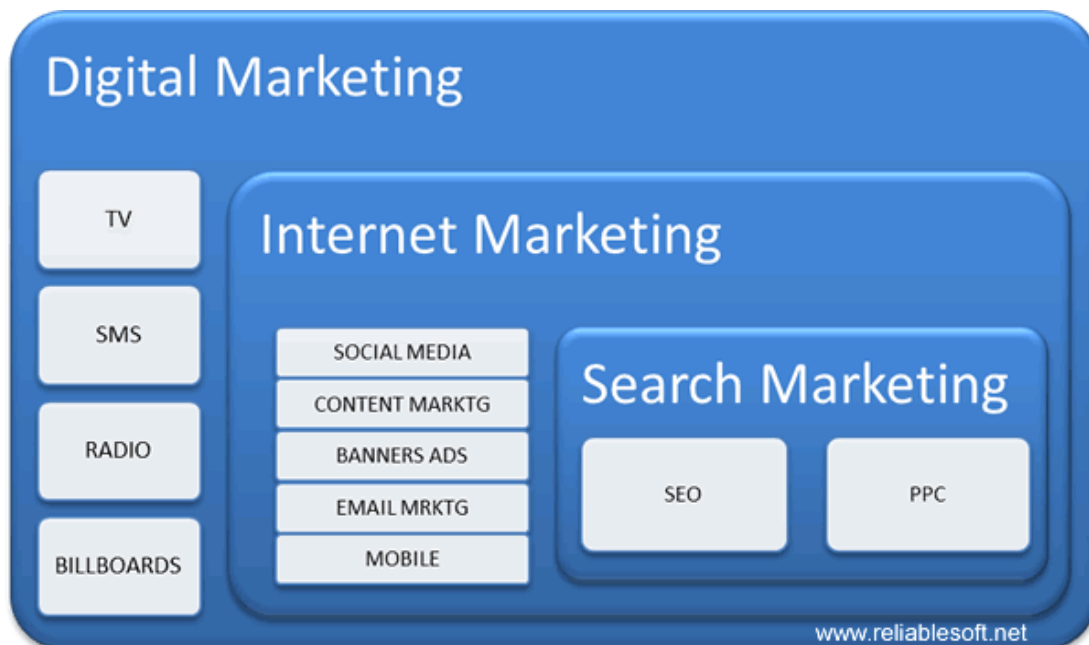 Digital Marketing
TV
SMS
RADIO
BILLBOARDS
Internet Marketing
SOCIAL MEDIA
CONTENT MARKTG
BANNERS ADS
EMAIL MRKTG
MOBILE
Search Marketing
SEO
PPC
www.reliablesoft.net